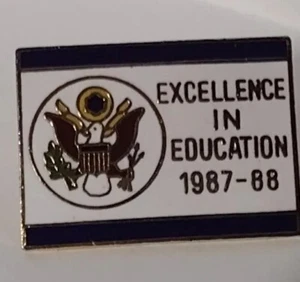 EXCELLENCE
IN
EDUCATION
1987-88